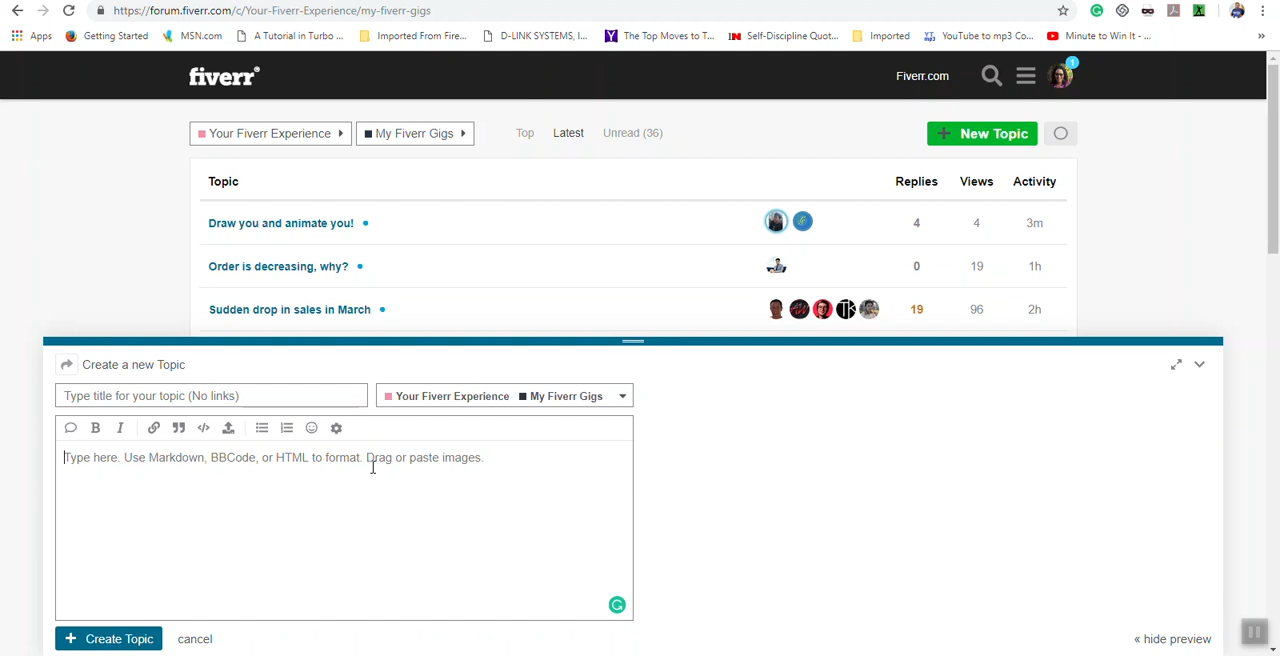 https://forum.fiverr.com/c/Your-Fiverr-Experience/my-fiverr-gigs
Apps Getting Started MSN.com A Tutorial in Turbo ... Imported From Fire... D-LINK SYSTEMS, I... The Top Moves to T... Self-Discipline Quot... Imported YouTube to mp3 Co... Minute to Win It - ... »
fiverr® Fiverr.com 1
Your Fiverr Experience My Fiverr Gigs Top Latest Unread (36) + New Topic
Topic Replies Views Activity
Draw you and animate you! 4 4 3m
Order is decreasing, why? 0 19 1h
Sudden drop in sales in March 19 96 2h
Create a new Topic
Type title for your topic (No links) Your Fiverr Experience My Fiverr Gigs
B I
Type here. Use Markdown, BBCode, or HTML to format. Drag or paste images.
+ Create Topic cancel « hide preview